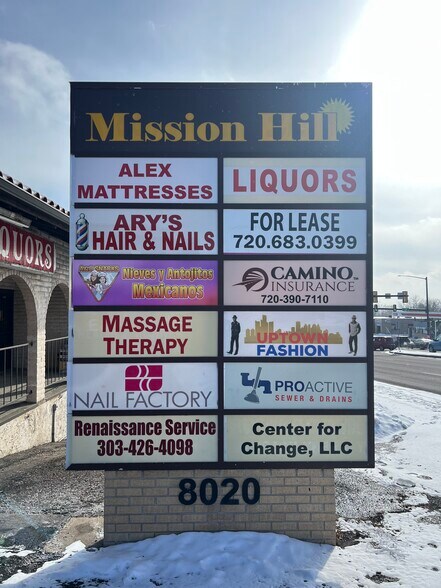 Mission Hill
ALEX
MATTRESSES
LIQUORS
ARY'S
HAIR & NAILS
FOR LEASE
720.683.0399
Nieves y Antojitos
Mexicanos
CAMINO™
INSURANCE
720-390-7110
MASSAGE
THERAPY
UPTOWN
FASHION
NAIL FACTORY
PROACTIVE
SEWER & DRAINS
Renaissance Service
303-426-4098
Center for
Change, LLC
8020
LIQUORS